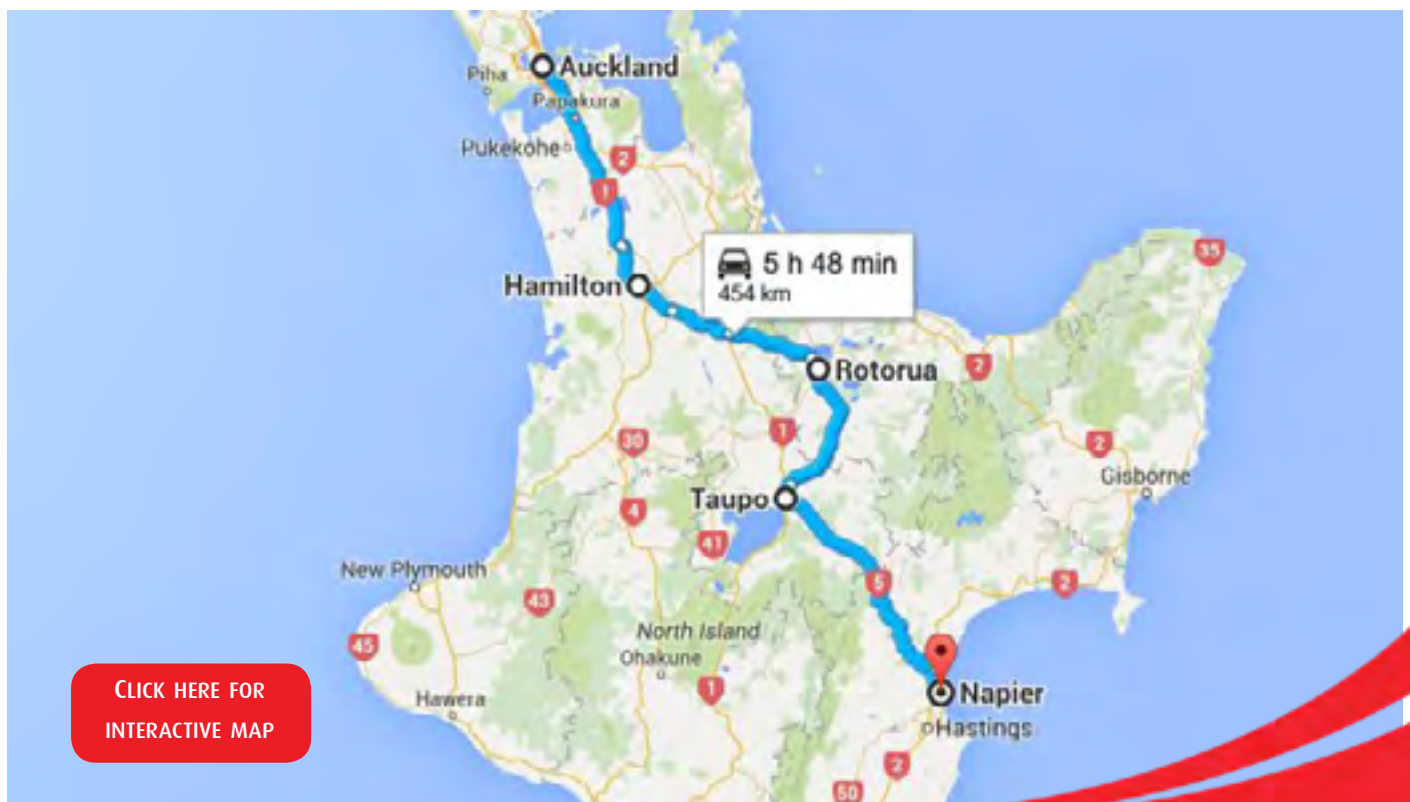 Auckland
Piha
Papakura
Pukekohe
2
1
5 h 48 min
454 km
35
Hamilton
Rotorua
2
1
30
2
Gisborne
Taupo
4
41
New Plymouth
5
2
43
North Island
45
Ohakune
1
Napier
Hawera
Hastings
2
50
CLICK HERE FOR
INTERACTIVE MAP